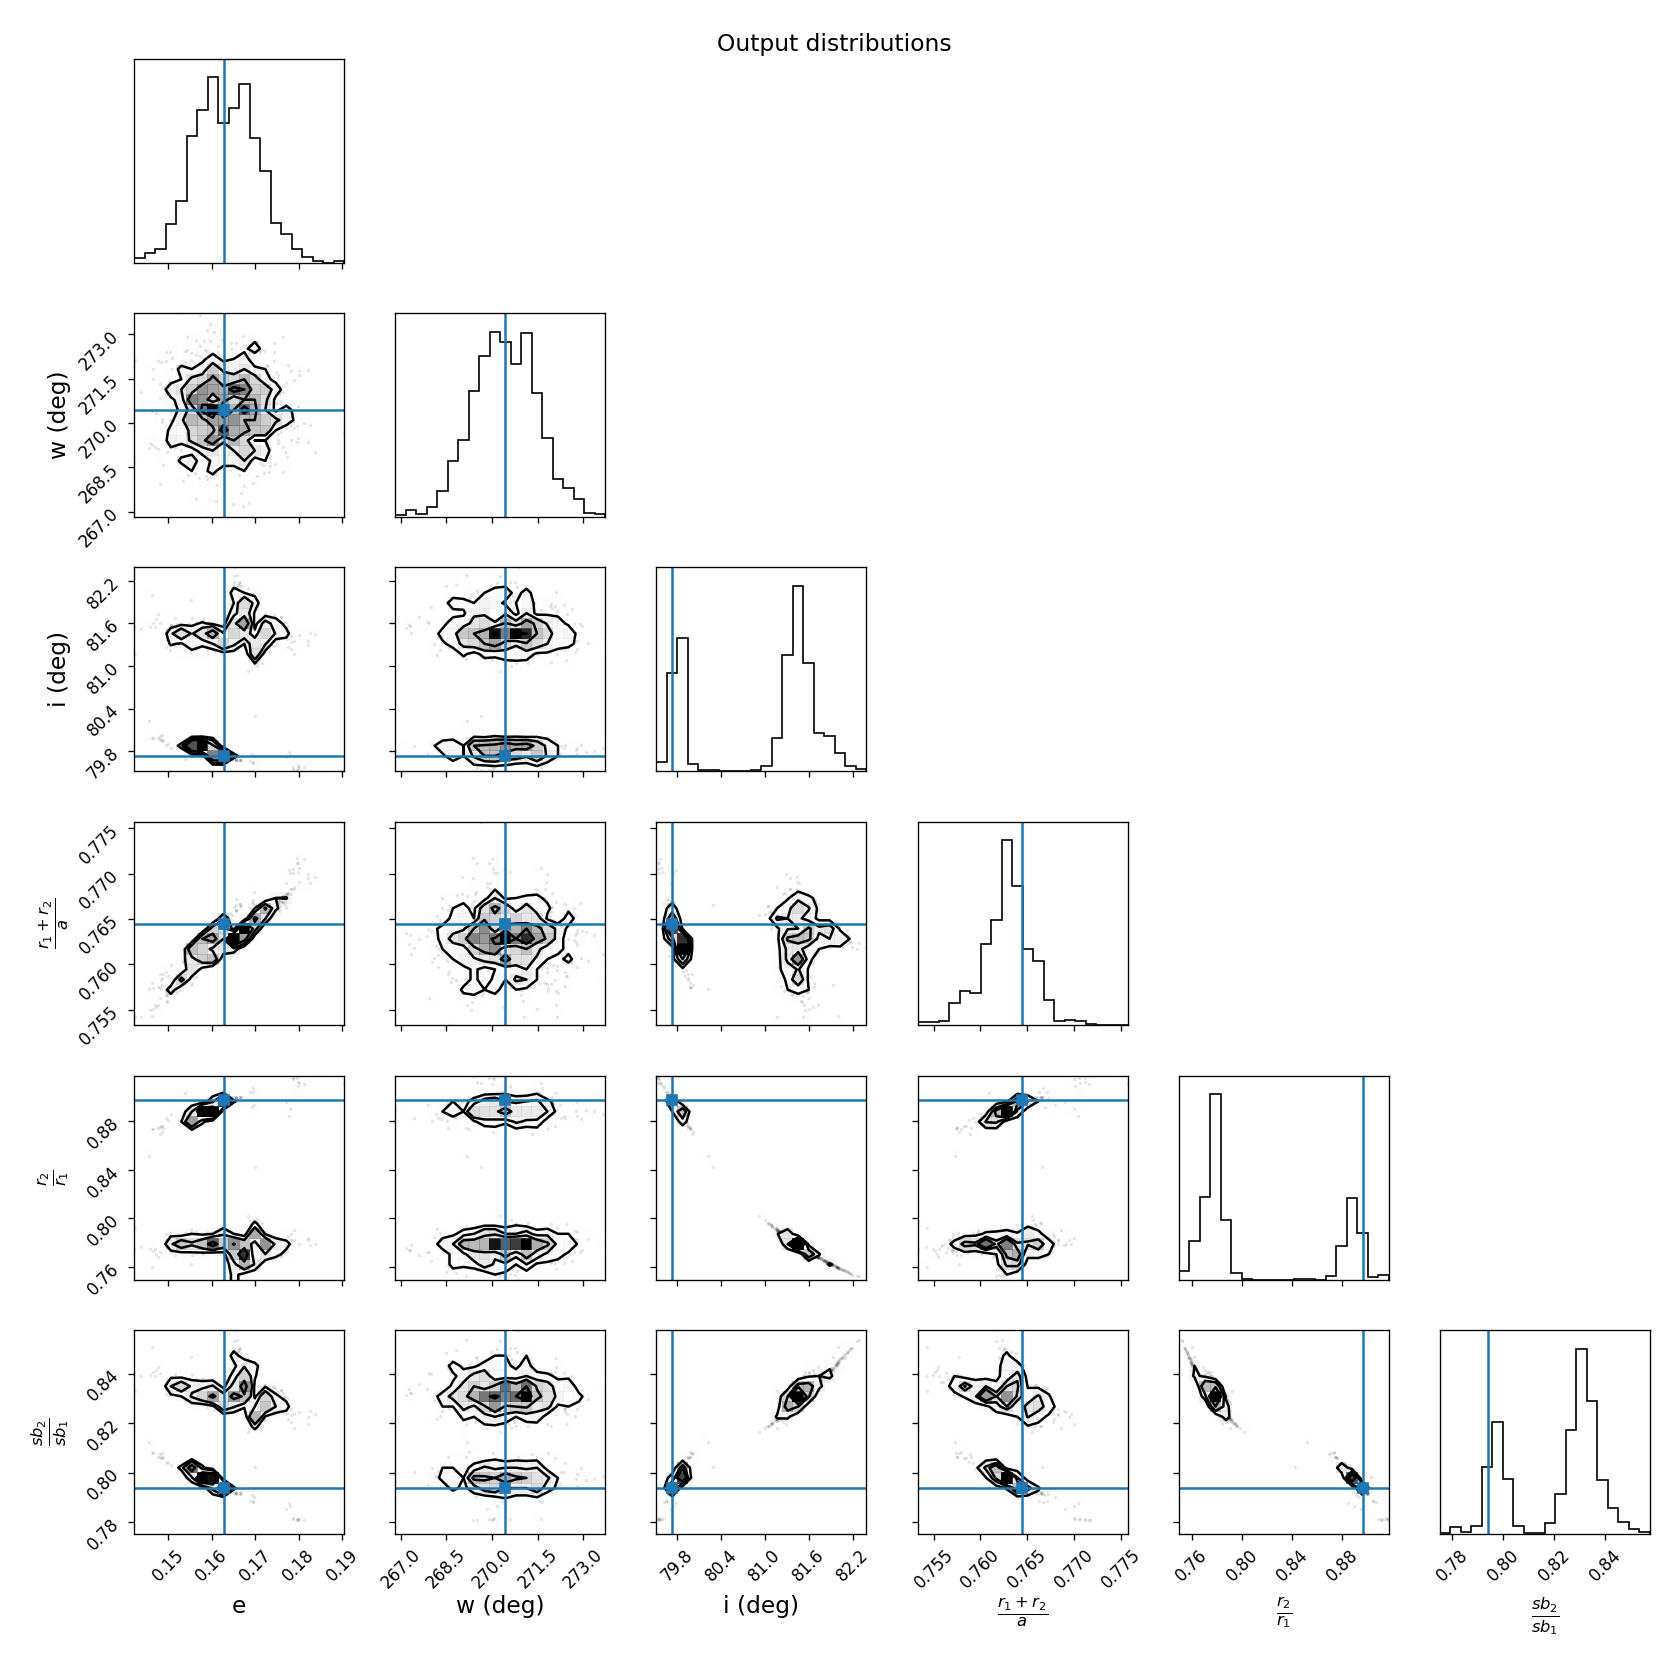 Output distributions
w (deg)
273.0
271.5
270.0
268.5
267.0
i (deg)
82.2
81.6
81.0
80.4
79.8
r₁ + r₂
a
0.775
0.770
0.765
0.760
0.755
r₂
r₁
0.88
0.84
0.80
0.76
sb₂
sb₁
0.84
0.82
0.80
0.78
0.15 0.16 0.17 0.18 0.19
267.0 268.5 270.0 271.5 273.0
79.8 80.4 81.0 81.6 82.2
0.755 0.760 0.765 0.770 0.775
0.76 0.80 0.84 0.88
0.78 0.80 0.82 0.84
e
w (deg)
i (deg)
r₁ + r₂
a
r₂
r₁
sb₂
sb₁